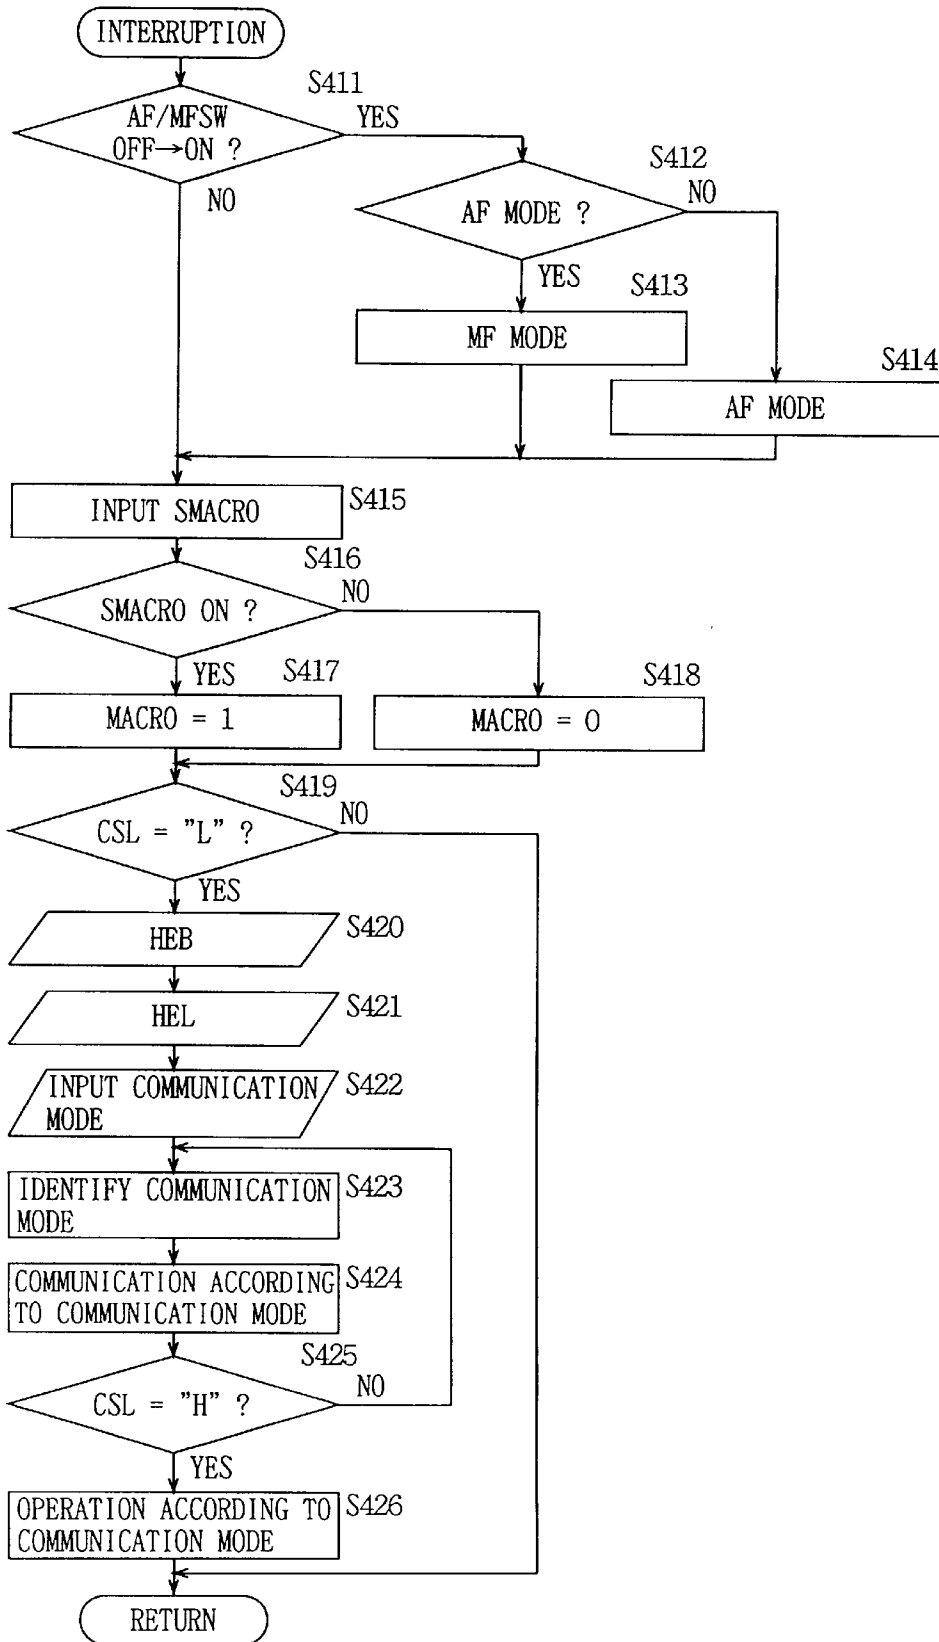 INTERRUPTION
S411
AF/MFSW
OFF→ON ?
YES
NO
S412
AF MODE ?
NO
YES
S413
MF MODE
S414
AF MODE
INPUT SMACRO
S415
S416
SMACRO ON ?
NO
YES
S417
MACRO = 1
S418
MACRO = 0
S419
CSL = "L" ?
NO
YES
HEB
S420
HEL
S421
INPUT COMMUNICATION
MODE
S422
IDENTIFY COMMUNICATION
MODE
S423
COMMUNICATION ACCORDING
TO COMMUNICATION MODE
S424
S425
CSL = "H" ?
NO
YES
OPERATION ACCORDING TO
COMMUNICATION MODE
S426
RETURN